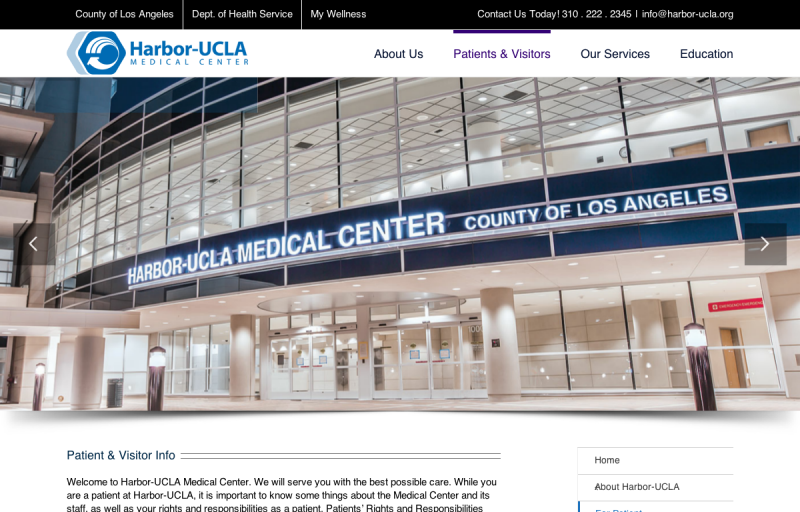 County of Los Angeles
Dept. of Health Service
My Wellness
Contact Us Today! 310 . 222 . 2345 | info@harbor-ucla.org
Harbor-UCLA
MEDICAL CENTER
About Us
Patients & Visitors
Our Services
Education
HARBOR-UCLA MEDICAL CENTER
COUNTY OF LOS ANGELES
Patient & Visitor Info
Welcome to Harbor-UCLA Medical Center. We will serve you with the best possible care. While you
are a patient at Harbor-UCLA, it is important to know some things about the Medical Center and its
staff, as well as your rights and responsibilities as a patient. Patients' Rights and Responsibilities
Home
About Harbor-UCLA
For Patient